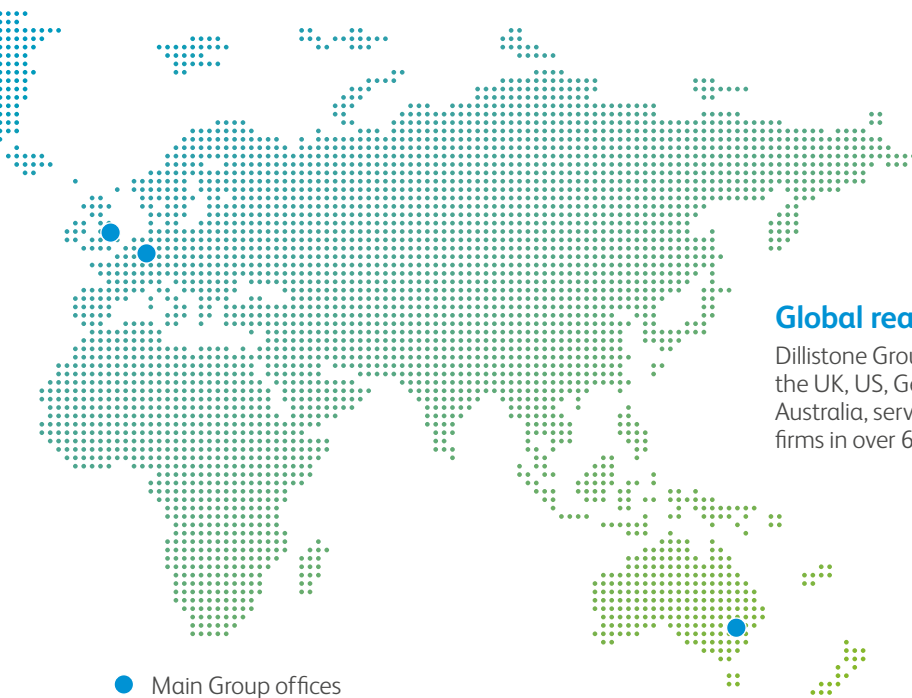 Global rea
Dillistone Grou
the UK, US, Ge
Australia, serv
firms in over 6
Main Group offices